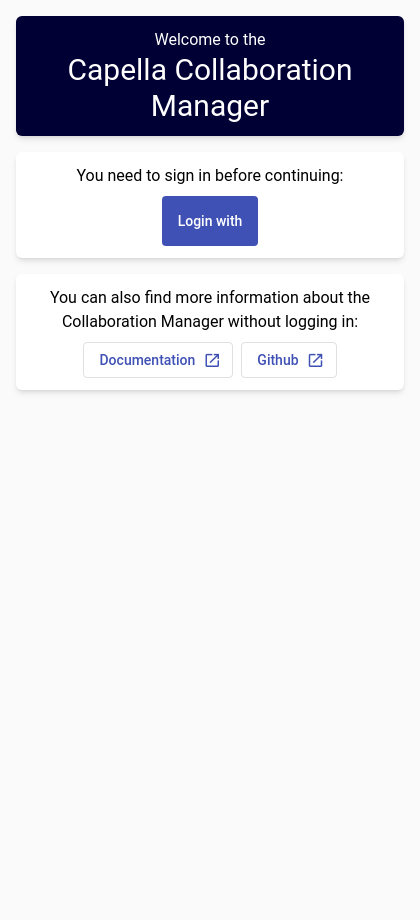 Welcome to the
Capella Collaboration
Manager
You need to sign in before continuing:
Login with
You can also find more information about the
Collaboration Manager without logging in:
Documentation
Github